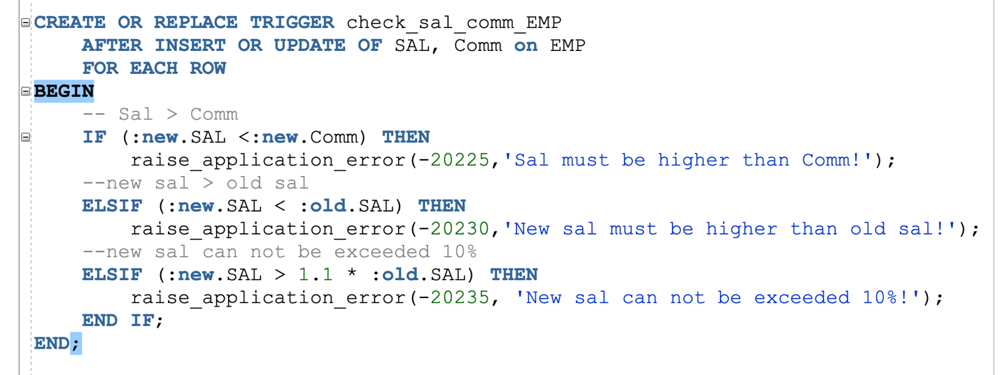 CREATE OR REPLACE TRIGGER check_sal_comm_EMP
AFTER INSERT OR UPDATE OF SAL, Comm on EMP
FOR EACH ROW
BEGIN
-- Sal > Comm
IF (:new.SAL <:new.Comm) THEN
raise_application_error(-20225,'Sal must be higher than Comm!');
--new sal > old sal
ELSIF (:new.SAL < :old.SAL) THEN
raise_application_error(-20230,'New sal must be higher than old sal!');
--new sal can not be exceeded 10%
ELSIF (:new.SAL > 1.1 * :old.SAL) THEN
raise_application_error(-20235, 'New sal can not be exceeded 10%!');
END IF;
END;